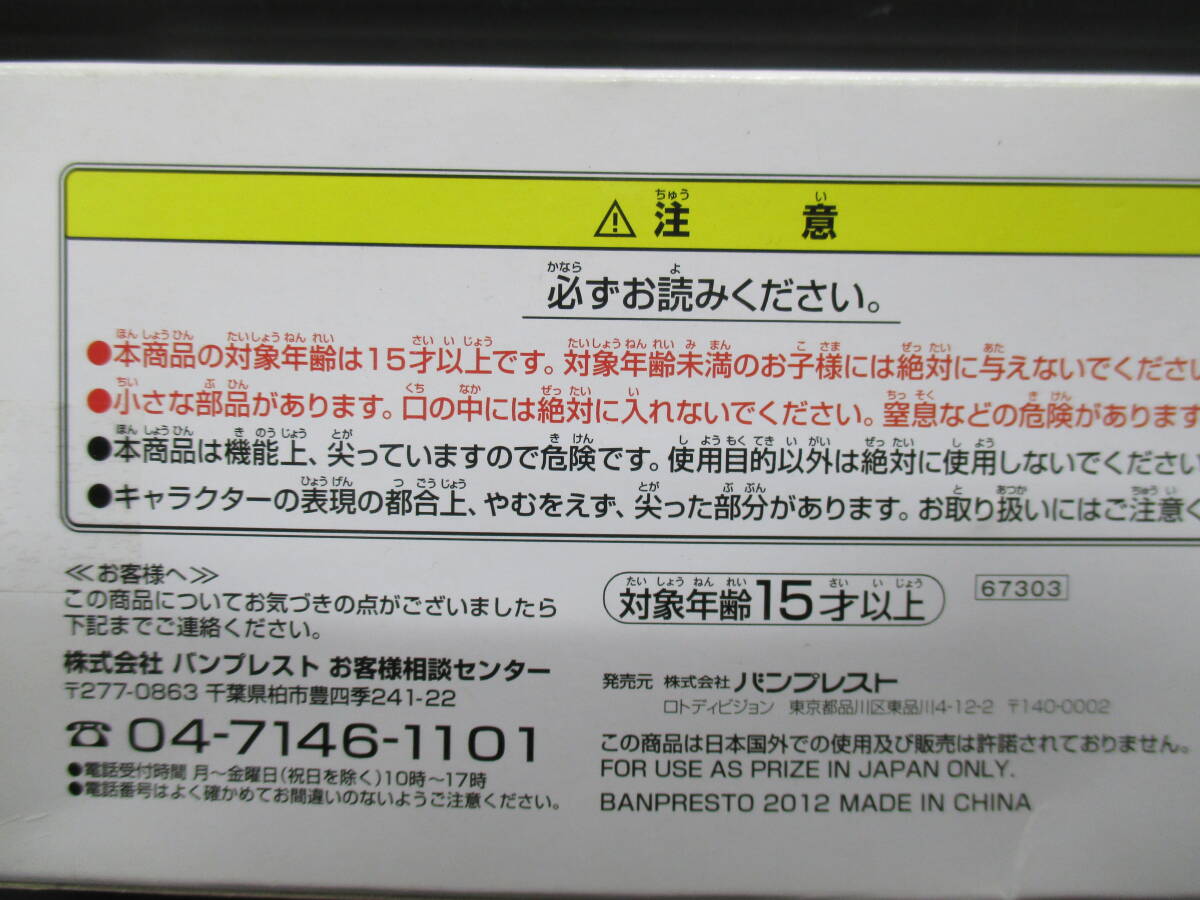 ⚠注意
必ずお読みください。
●本商品の対象年齢は15才以上です。対象年齢未満のお子様には絶対に与えないでくださ
●小さな部品があります。口の中には絶対に入れないでください。窒息などの危険があります
●本商品は機能上、尖っていますので危険です。使用目的以外は絶対に使用しないでください
●キャラクターの表現の都合上、やむをえず、尖った部分があります。お取り扱いにはご注意く
≪お客様へ≫
この商品についてお気づきの点がございましたら
下記までご連絡ください。
株式会社 バンプレスト お客様相談センター
〒277-0863 千葉県柏市豊四季241-22
☎ 04-7146-1101
●電話受付時間 月～金曜日(祝日を除く)10時～17時
●電話番号はよく確かめてお間違いのないようご注意ください。
対象年齢15才以上
67303
発売元 株式会社 バンプレスト
ロトディビジョン 東京都品川区東品川4-12-2 〒140-0002
この商品は日本国外での使用及び販売は許諾されておりません。
FOR USE AS PRIZE IN JAPAN ONLY.
BANPRESTO 2012 MADE IN CHINA